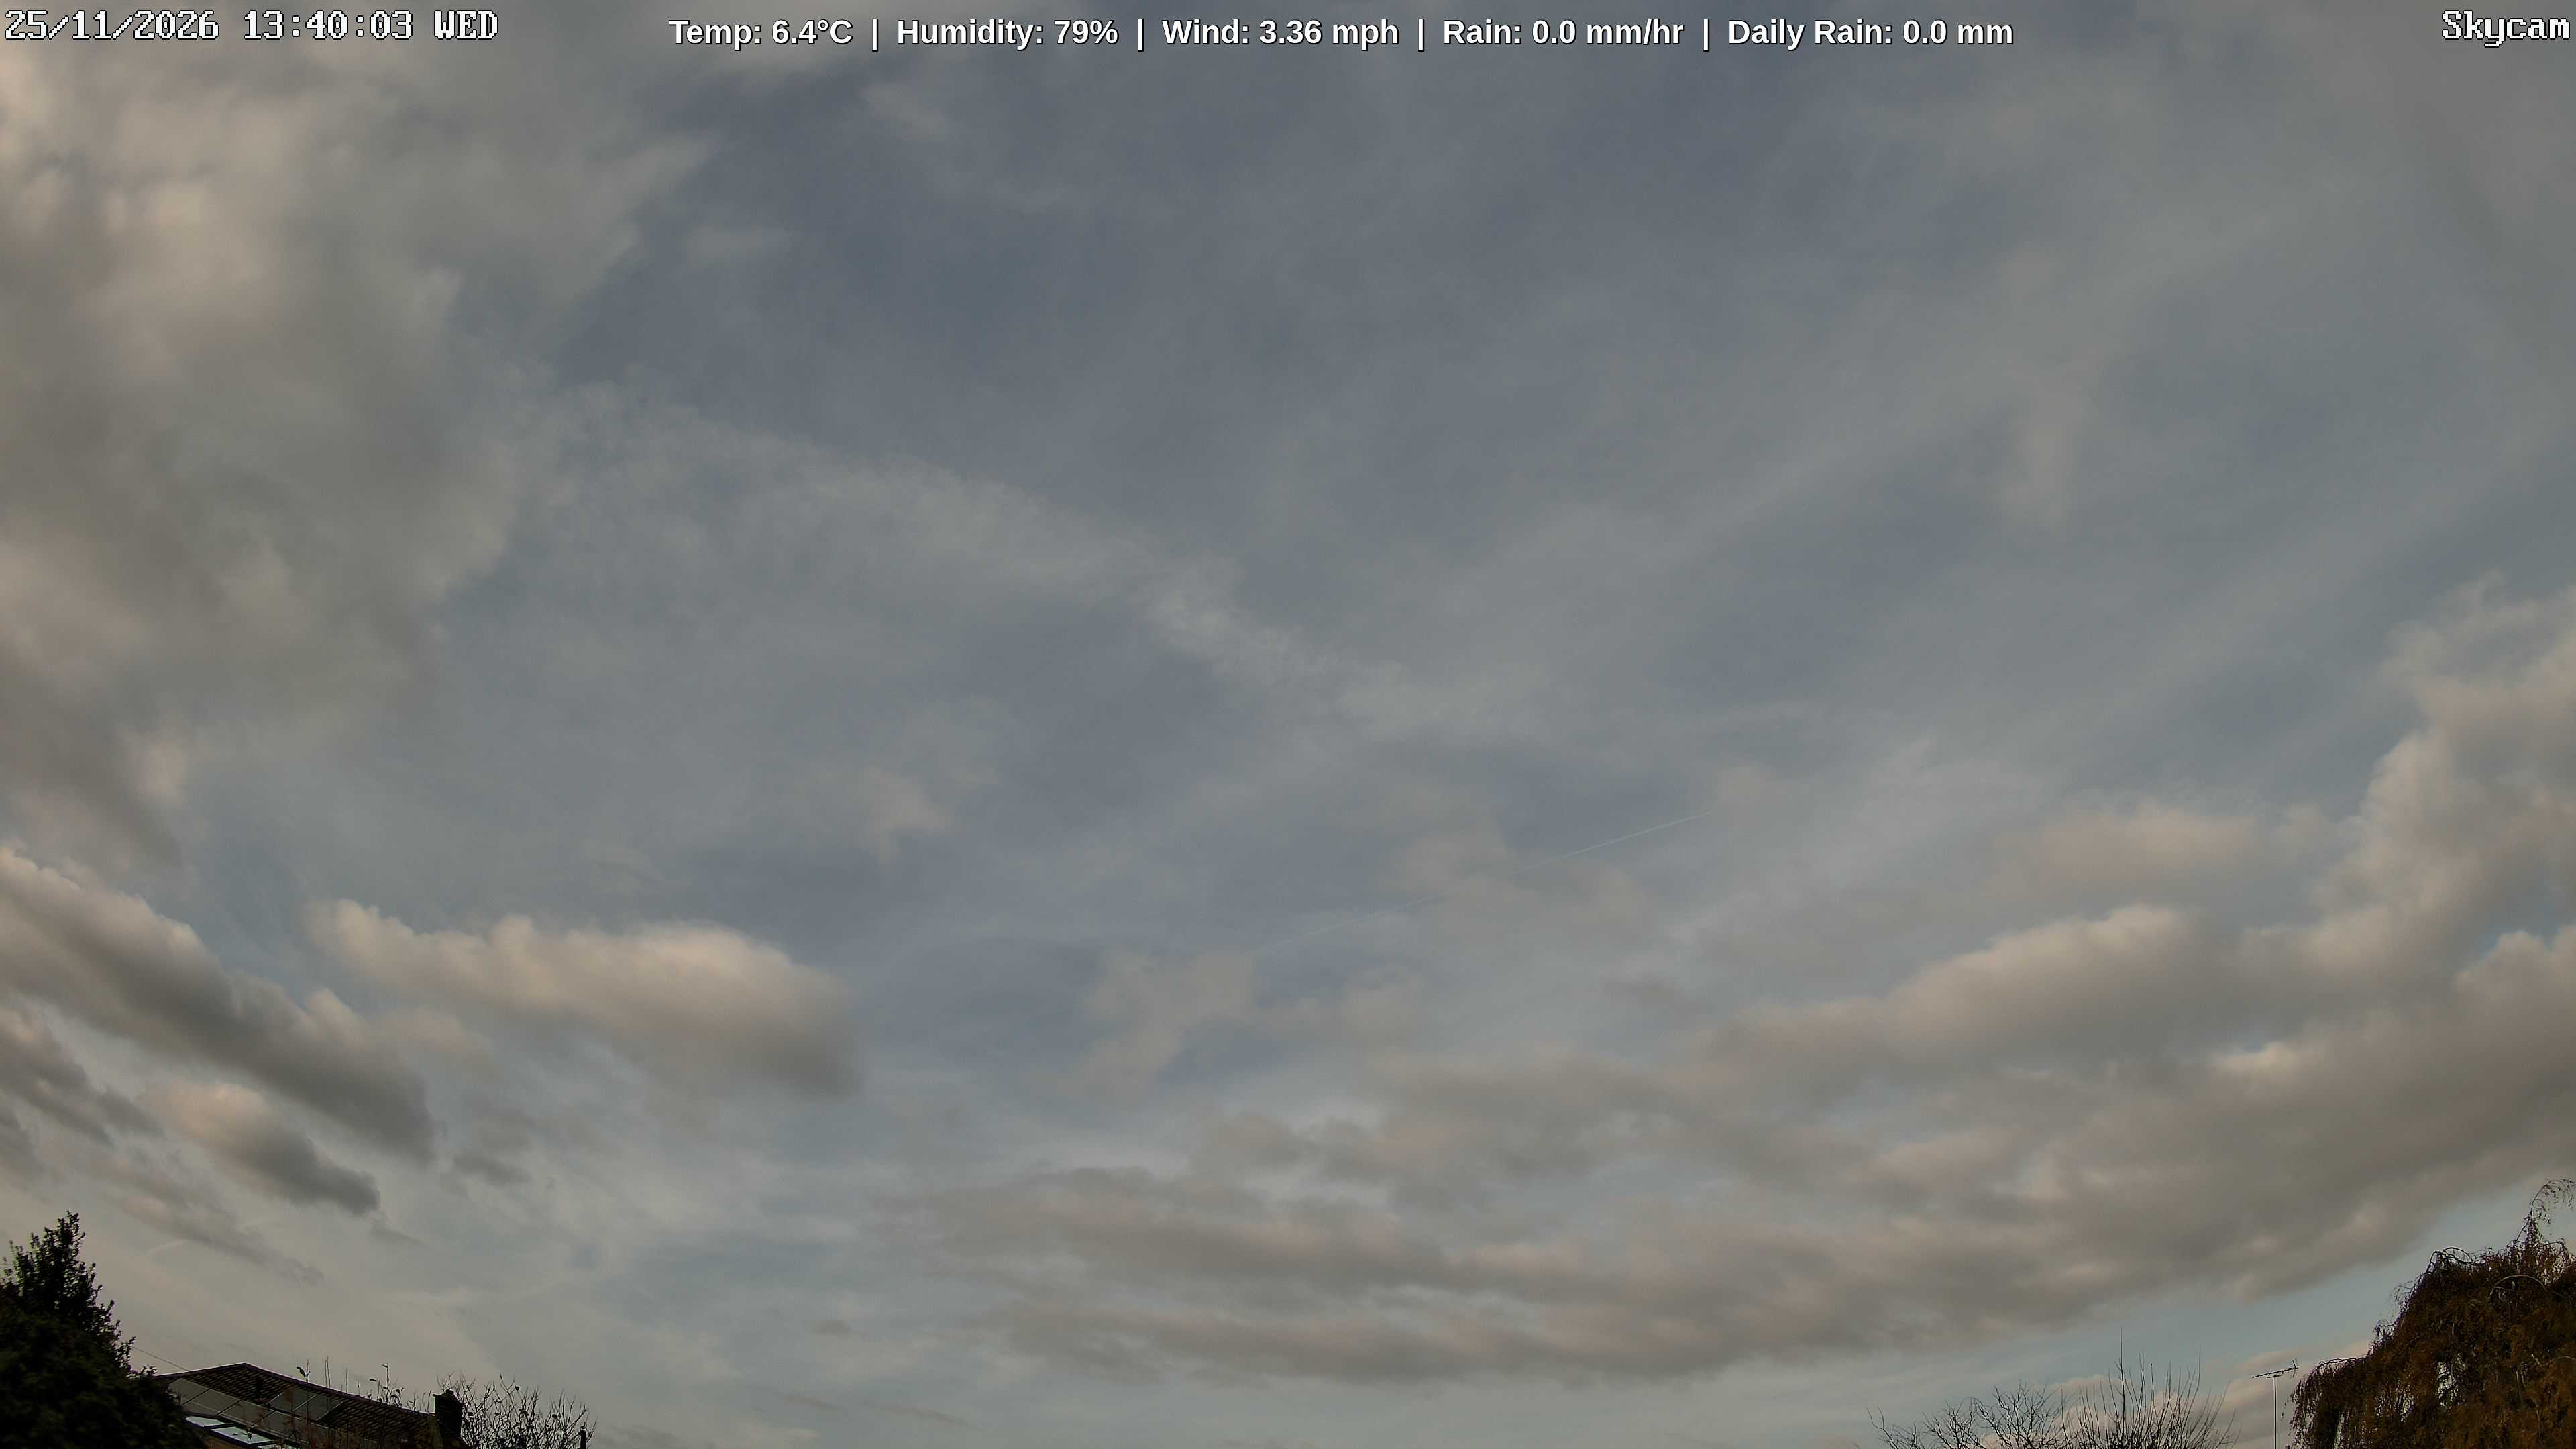 25/11/2026 13:40:03 WED
Temp: 6.4°C | Humidity: 79% | Wind: 3.36 mph | Rain: 0.0 mm/hr | Daily Rain: 0.0 mm
Skycam